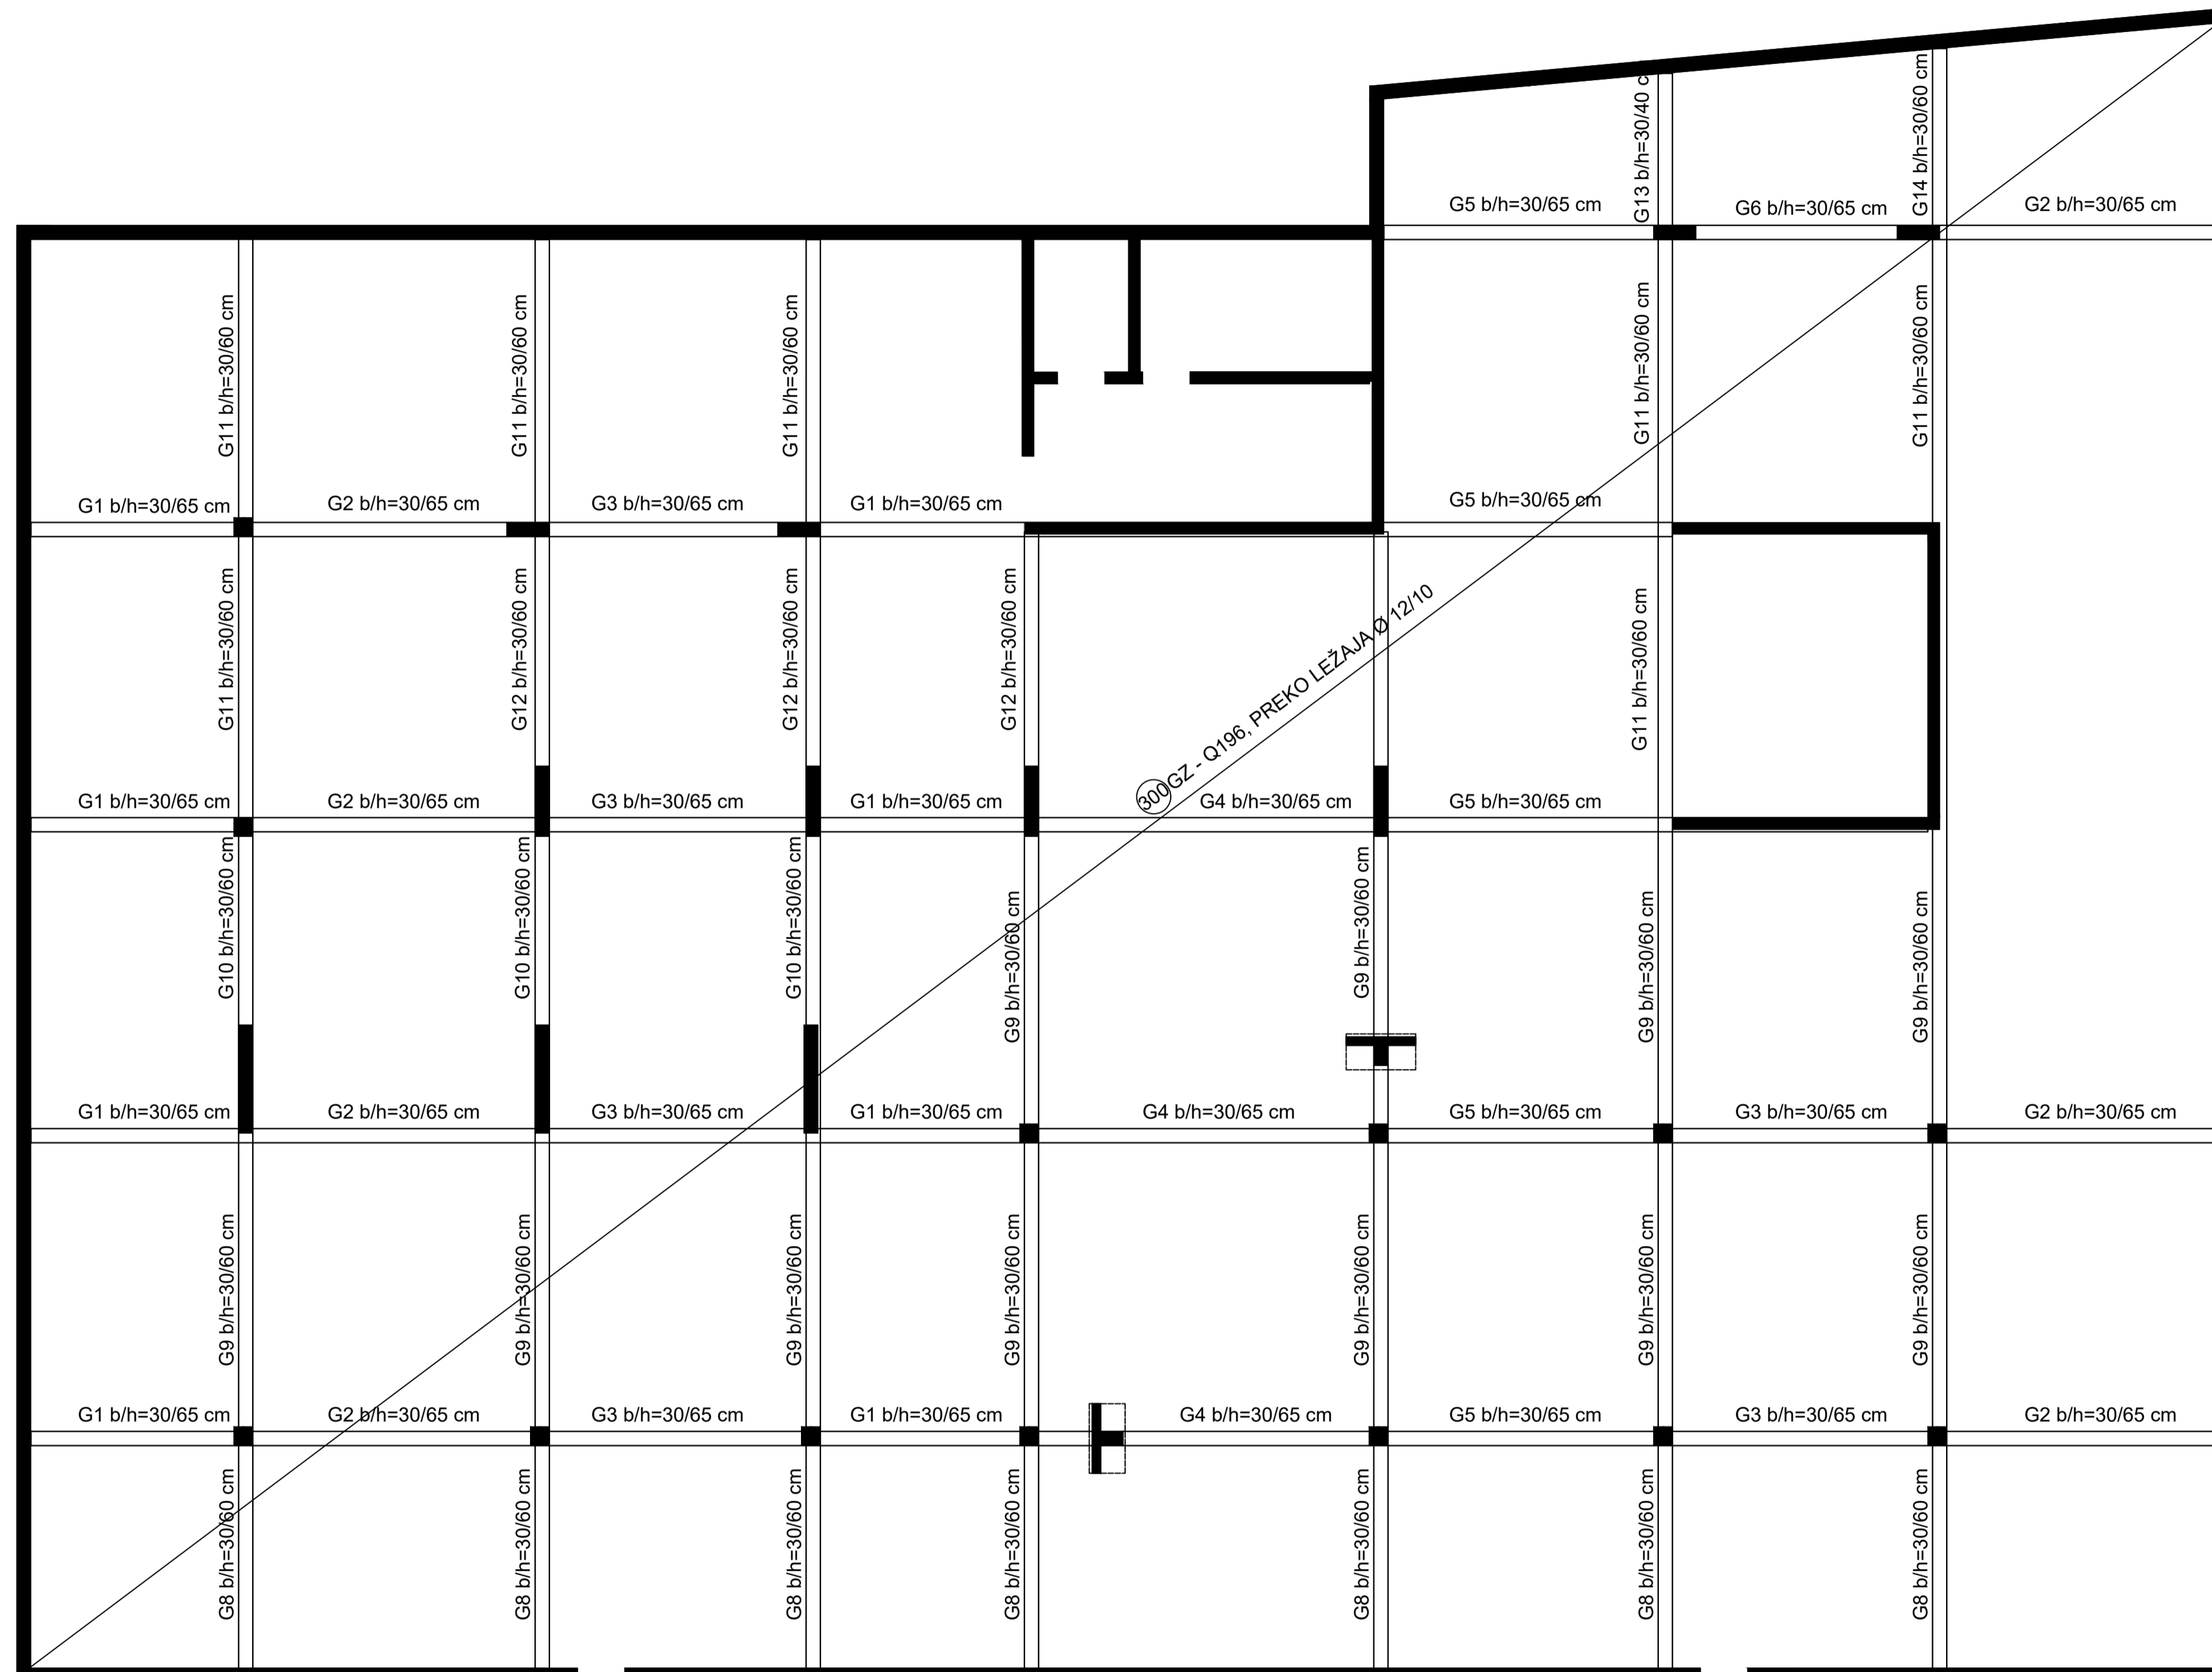 G13 b/h=30/40 c
G14 b/h=30/60 cm
G5 b/h=30/65 cm
G6 b/h=30/65 cm
G2 b/h=30/65 cm
G11 b/h=30/60 cm
G11 b/h=30/60 cm
G11 b/h=30/60 cm
G11 b/h=30/60 cm
G11 b/h=30/60 cm
G1 b/h=30/65 cm
G2 b/h=30/65 cm
G3 b/h=30/65 cm
G1 b/h=30/65 cm
G5 b/h=30/65 cm
G11 b/h=30/60 cm
G12 b/h=30/60 cm
G12 b/h=30/60 cm
G12 b/h=30/60 cm
G11 b/h=30/60 cm
300 GZ - Q196, PREKO LEŽAJA Ø 12/10
G1 b/h=30/65 cm
G2 b/h=30/65 cm
G3 b/h=30/65 cm
G1 b/h=30/65 cm
G4 b/h=30/65 cm
G5 b/h=30/65 cm
G10 b/h=30/60 cm
G10 b/h=30/60 cm
G10 b/h=30/60 cm
G9 b/h=30/60 cm
G9 b/h=30/60 cm
G9 b/h=30/60 cm
G9 b/h=30/60 cm
G1 b/h=30/65 cm
G2 b/h=30/65 cm
G3 b/h=30/65 cm
G1 b/h=30/65 cm
G4 b/h=30/65 cm
G5 b/h=30/65 cm
G3 b/h=30/65 cm
G2 b/h=30/65 cm
G9 b/h=30/60 cm
G9 b/h=30/60 cm
G9 b/h=30/60 cm
G9 b/h=30/60 cm
G9 b/h=30/60 cm
G9 b/h=30/60 cm
G9 b/h=30/60 cm
G1 b/h=30/65 cm
G2 b/h=30/65 cm
G3 b/h=30/65 cm
G1 b/h=30/65 cm
G4 b/h=30/65 cm
G5 b/h=30/65 cm
G3 b/h=30/65 cm
G2 b/h=30/65 cm
G8 b/h=30/60 cm
G8 b/h=30/60 cm
G8 b/h=30/60 cm
G8 b/h=30/60 cm
G8 b/h=30/60 cm
G8 b/h=30/60 cm
G8 b/h=30/60 cm